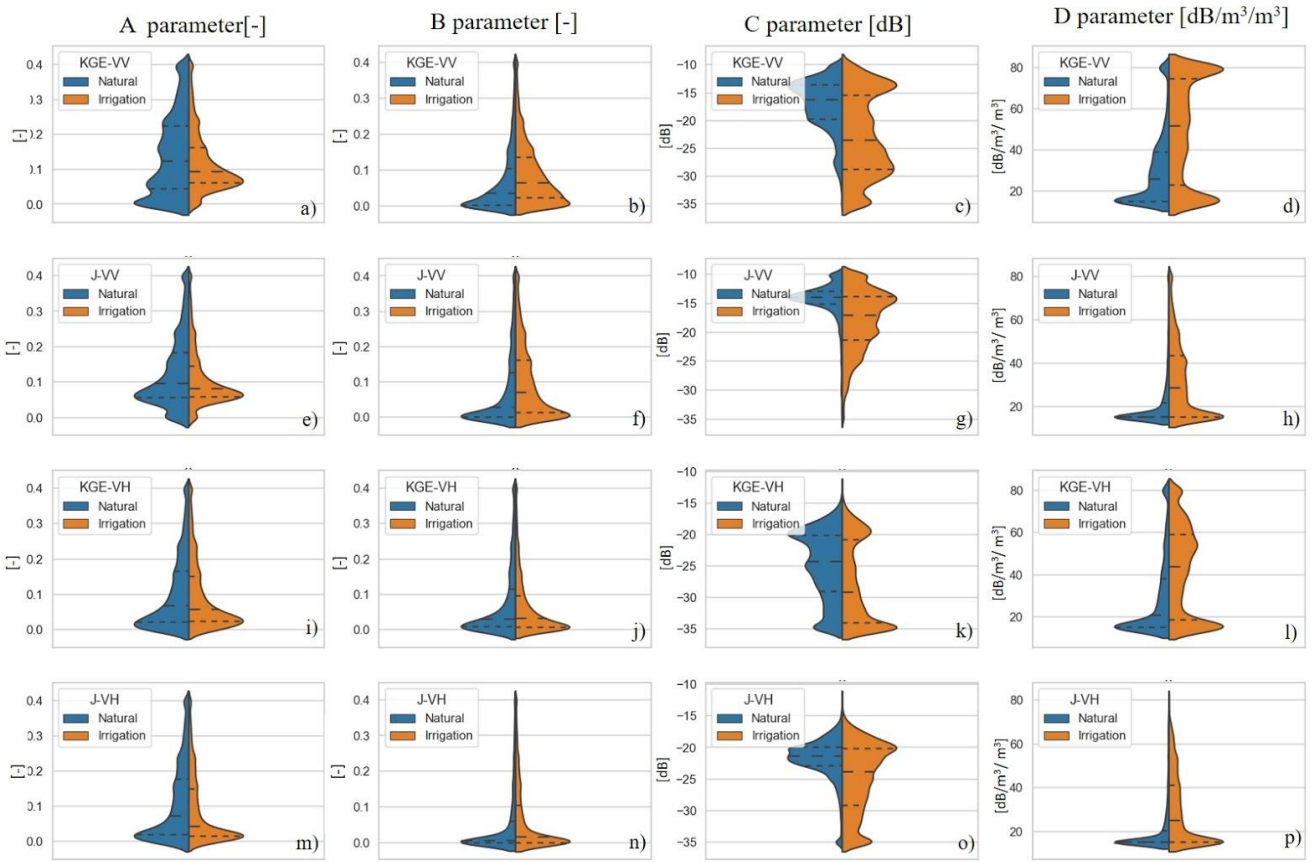 A parameter[-]
B parameter [-]
C parameter [dB]
D parameter [dB/m³/m³]
0.4
0.3
0.2
0.1
0.0
[-]
KGE-VV
Natural
Irrigation
a)
0.4
0.3
0.2
0.1
0.0
[-]
KGE-VV
Natural
Irrigation
b)
−10
−15
−20
−25
−30
−35
[dB]
KGE-VV
Natural
Irrigation
c)
80
60
40
20
[dB/m³/ m³]
KGE-VV
Natural
Irrigation
d)
0.4
0.3
0.2
0.1
0.0
[-]
J-VV
Natural
Irrigation
e)
0.4
0.3
0.2
0.1
0.0
[-]
J-VV
Natural
Irrigation
f)
−10
−15
−20
−25
−30
−35
[dB]
J-VV
Natural
Irrigation
g)
80
60
40
20
[dB/m³/ m³]
J-VV
Natural
Irrigation
h)
0.4
0.3
0.2
0.1
0.0
[-]
KGE-VH
Natural
Irrigation
i)
0.4
0.3
0.2
0.1
0.0
[-]
KGE-VH
Natural
Irrigation
j)
−10
−15
−20
−25
−30
−35
[dB]
KGE-VH
Natural
Irrigation
k)
80
60
40
20
[dB/m³/ m³]
KGE-VH
Natural
Irrigation
l)
0.4
0.3
0.2
0.1
0.0
[-]
J-VH
Natural
Irrigation
m)
0.4
0.3
0.2
0.1
0.0
[-]
J-VH
Natural
Irrigation
n)
−10
−15
−20
−25
−30
−35
[dB]
J-VH
Natural
Irrigation
o)
80
60
40
20
[dB/m³/ m³]
J-VH
Natural
Irrigation
p)